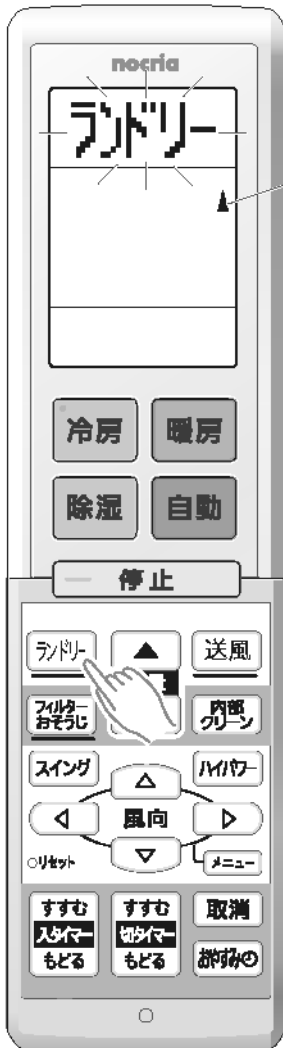 nocria
ランドリー
冷房 暖房
除湿 自動
停止
ランドリー 送風
フィルター
おそうじ
内部
クリーン
スイング ハイパワー
風向
リセット メニュー
すすむ すすむ 取消
入タイマー 切タイマー
もどる もどる おやすみ